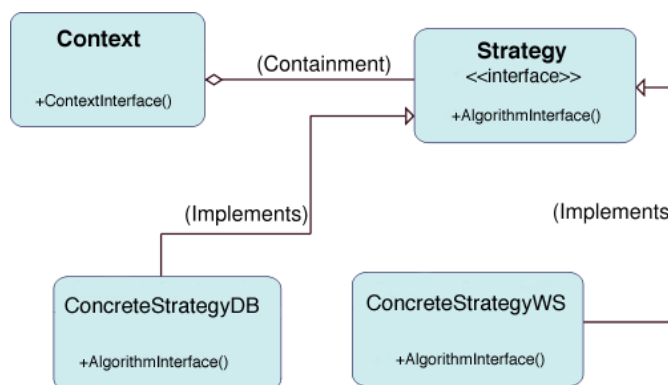 Context
+ContextInterface()
(Containment)
Strategy
<<interface>>
+AlgorithmInterface()
(Implements)
(Implements
ConcreteStrategyDB
+AlgorithmInterface()
ConcreteStrategyWS
+AlgorithmInterface()